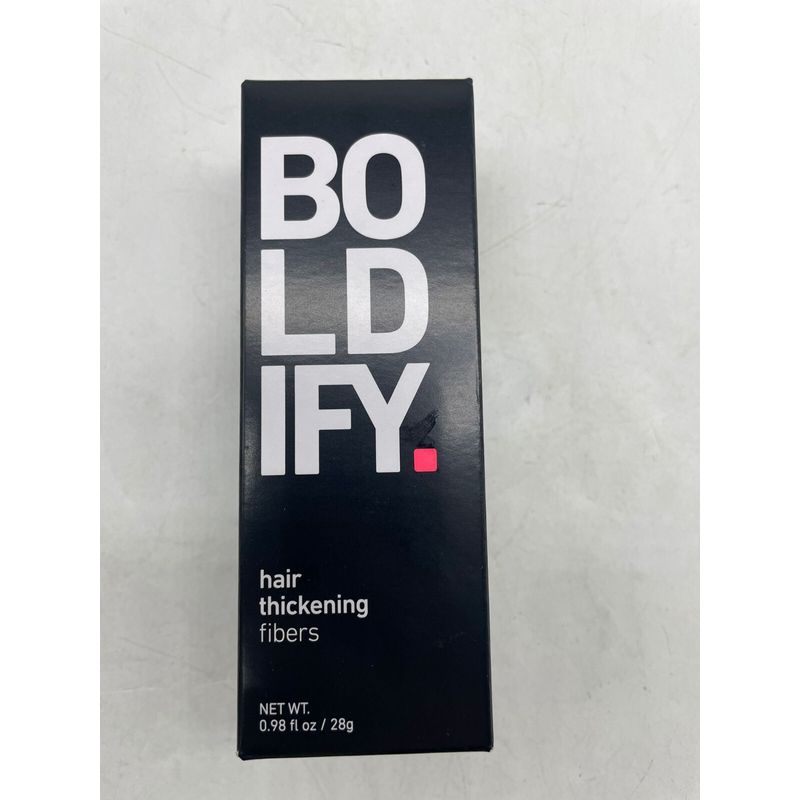 BO
LD
IFY.
hair
thickening
fibers
NET WT.
0.98 fl oz / 28g